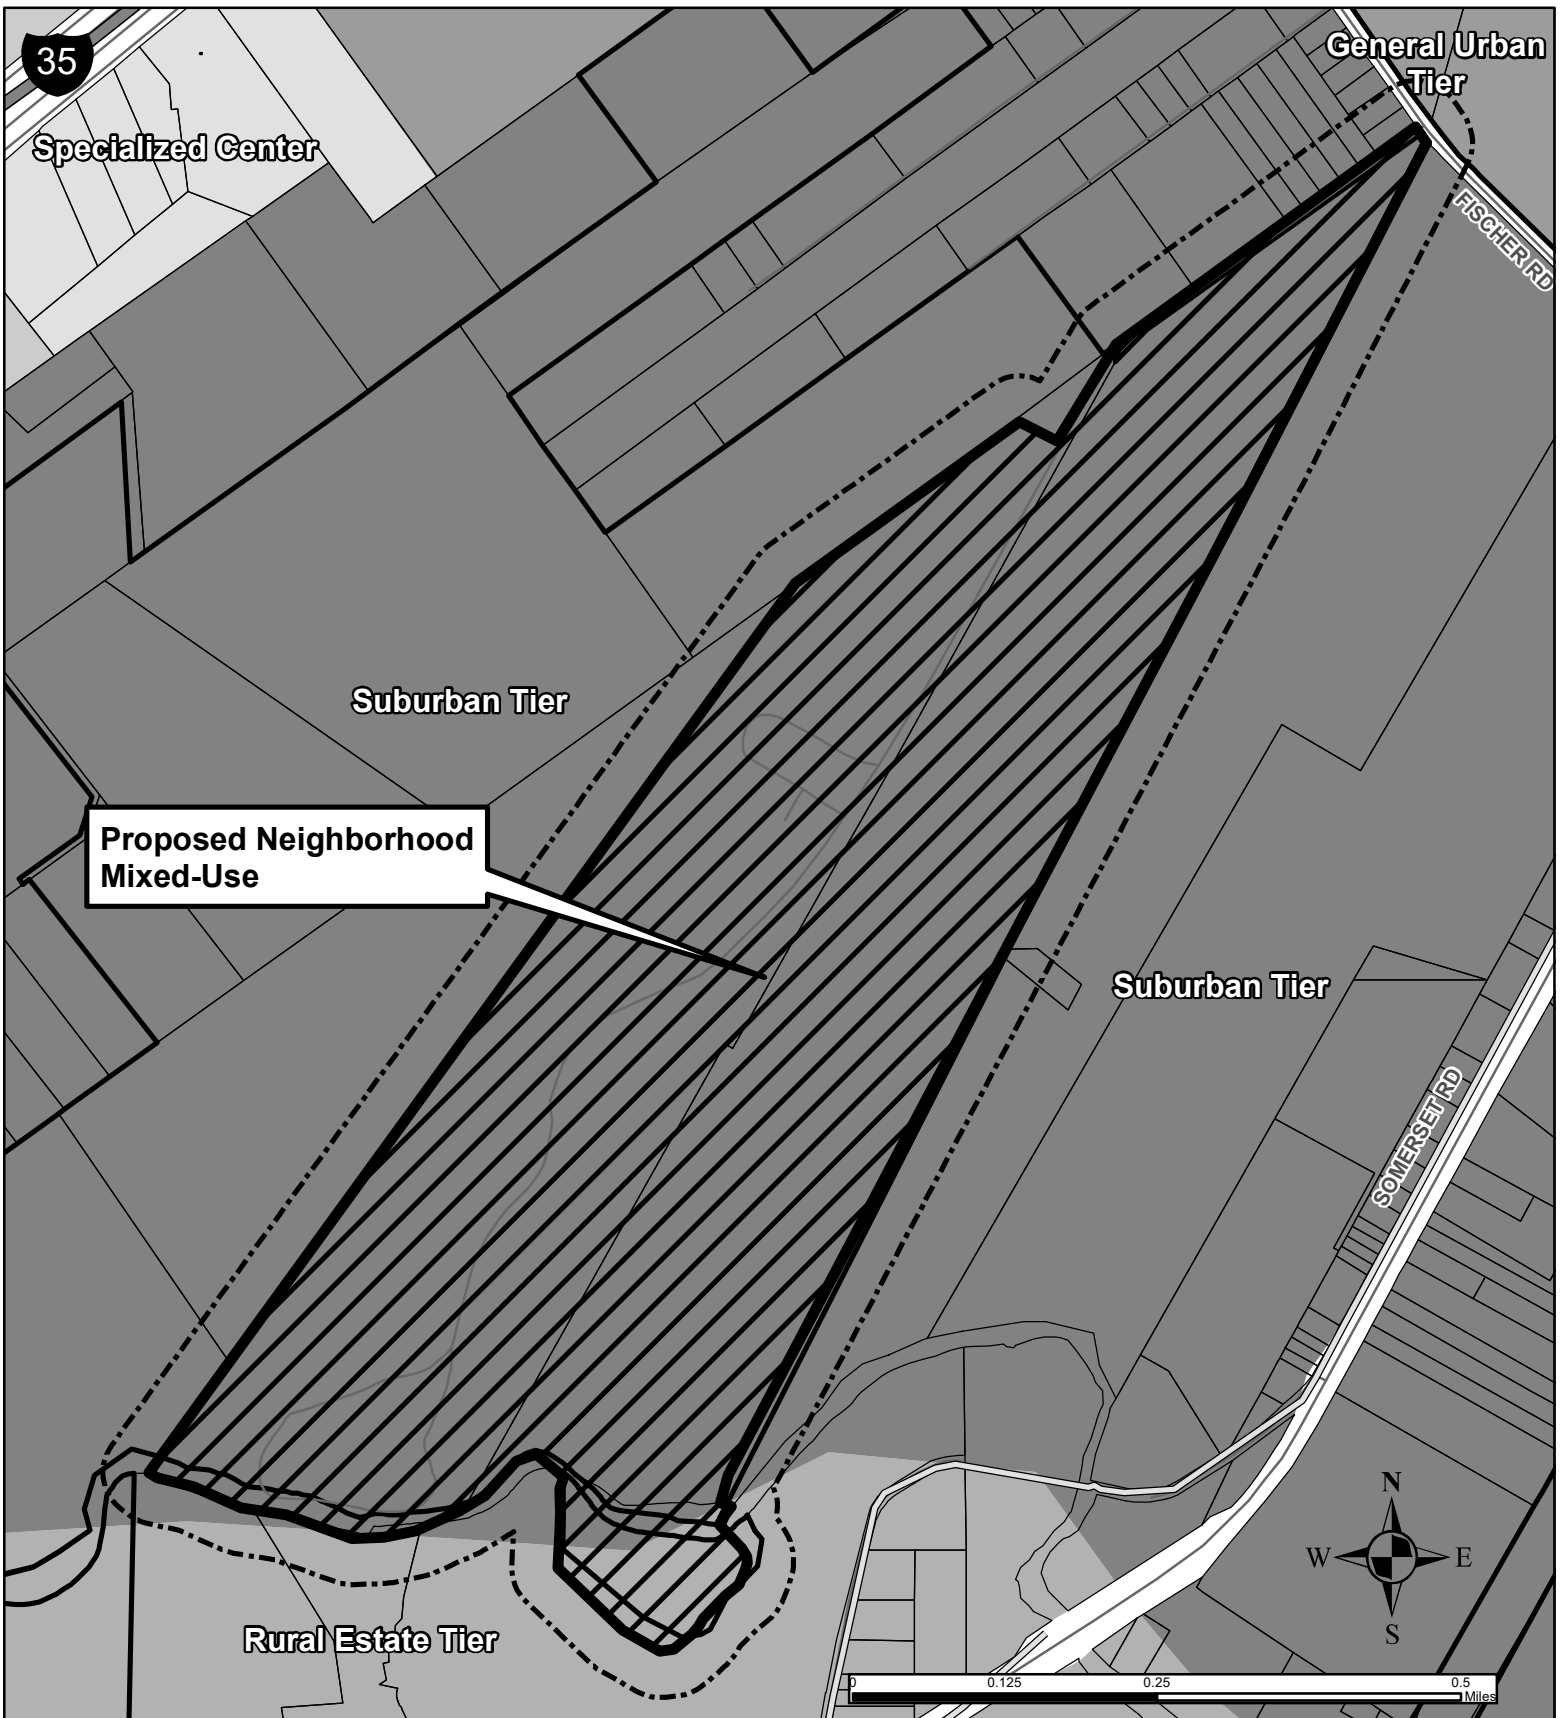 General Urban
Tier
35
Specialized Center
FISCHER RD
Suburban Tier
Proposed Neighborhood
Mixed-Use
Suburban Tier
SOMERSET RD
N
W E
S
Rural Estate Tier
0 0.125 0.25 0.5
Miles